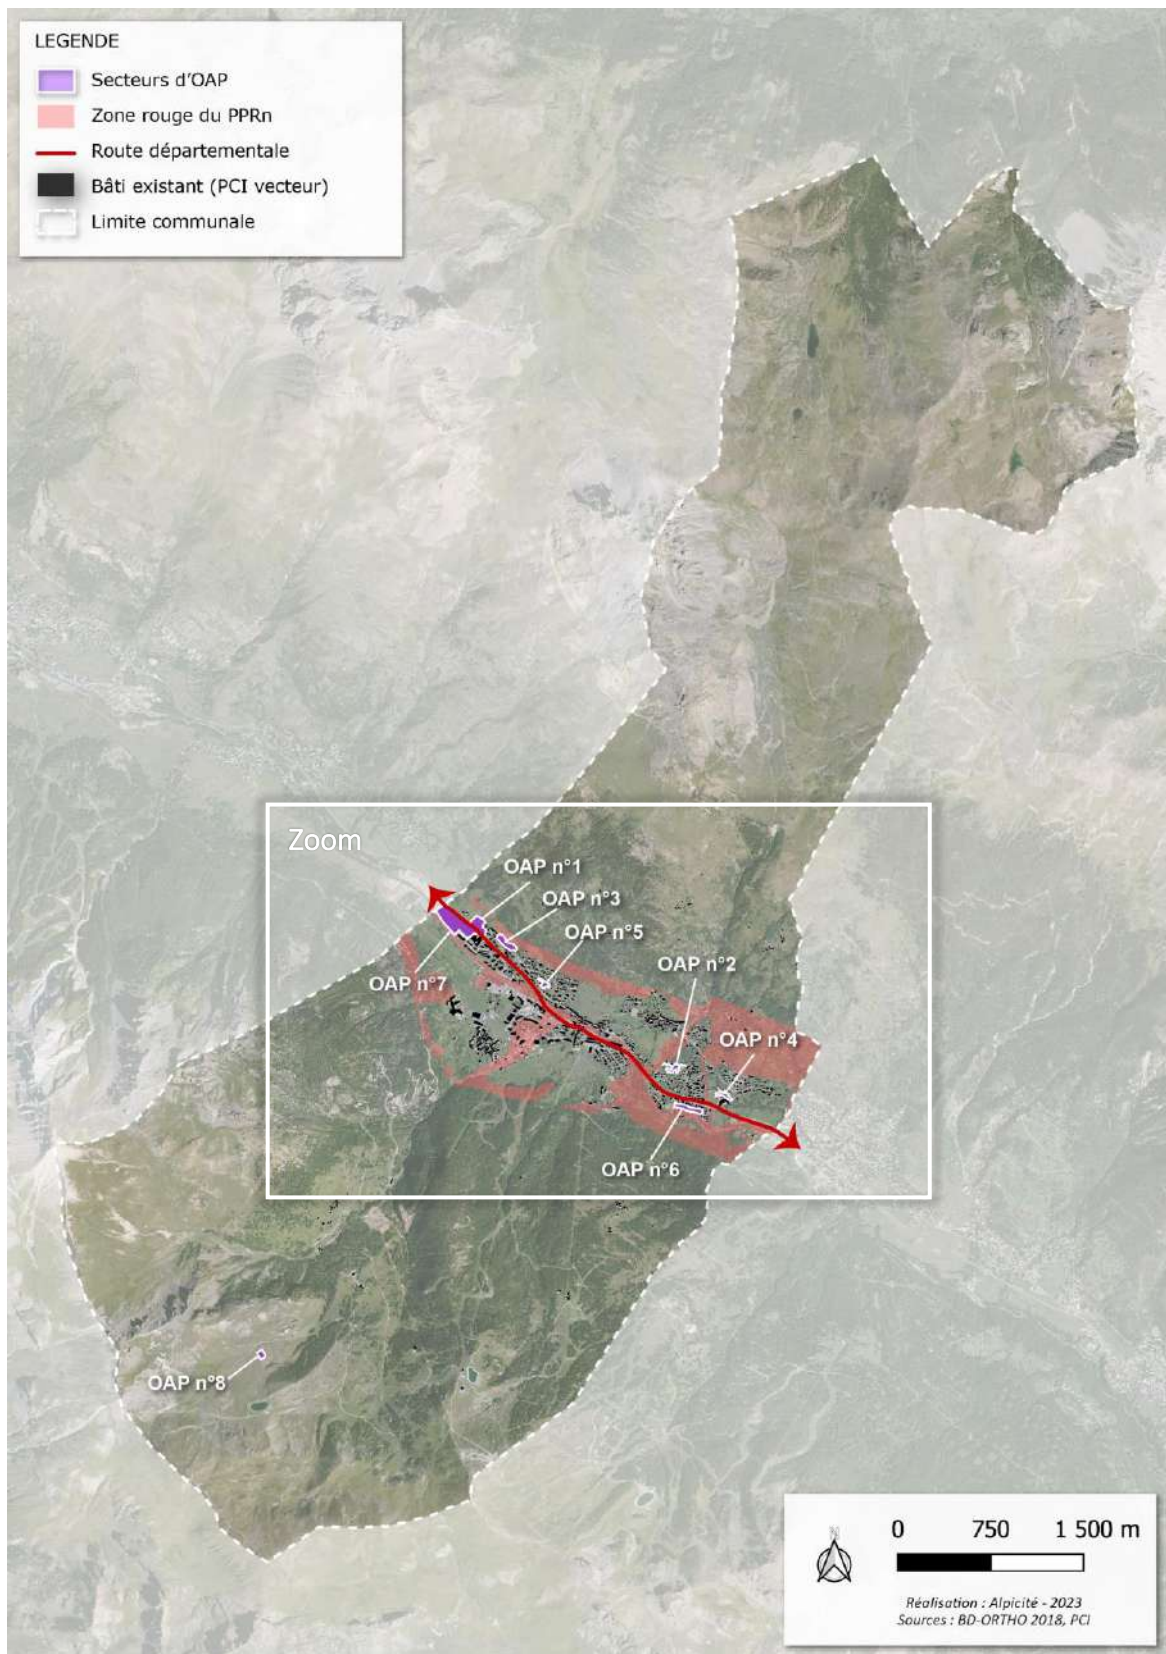 LEGENDE
Secteurs d'OAP
Zone rouge du PPRn
Route départementale
Bâti existant (PCI vecteur)
Limite communale
Zoom
OAP n°1
OAP n°3
OAP n°5
OAP n°2
OAP n°7
OAP n°4
OAP n°6
OAP n°8
N
0 750 1 500 m
Réalisation : Alpicité - 2023
Sources : BD-ORTHO 2018, PCI